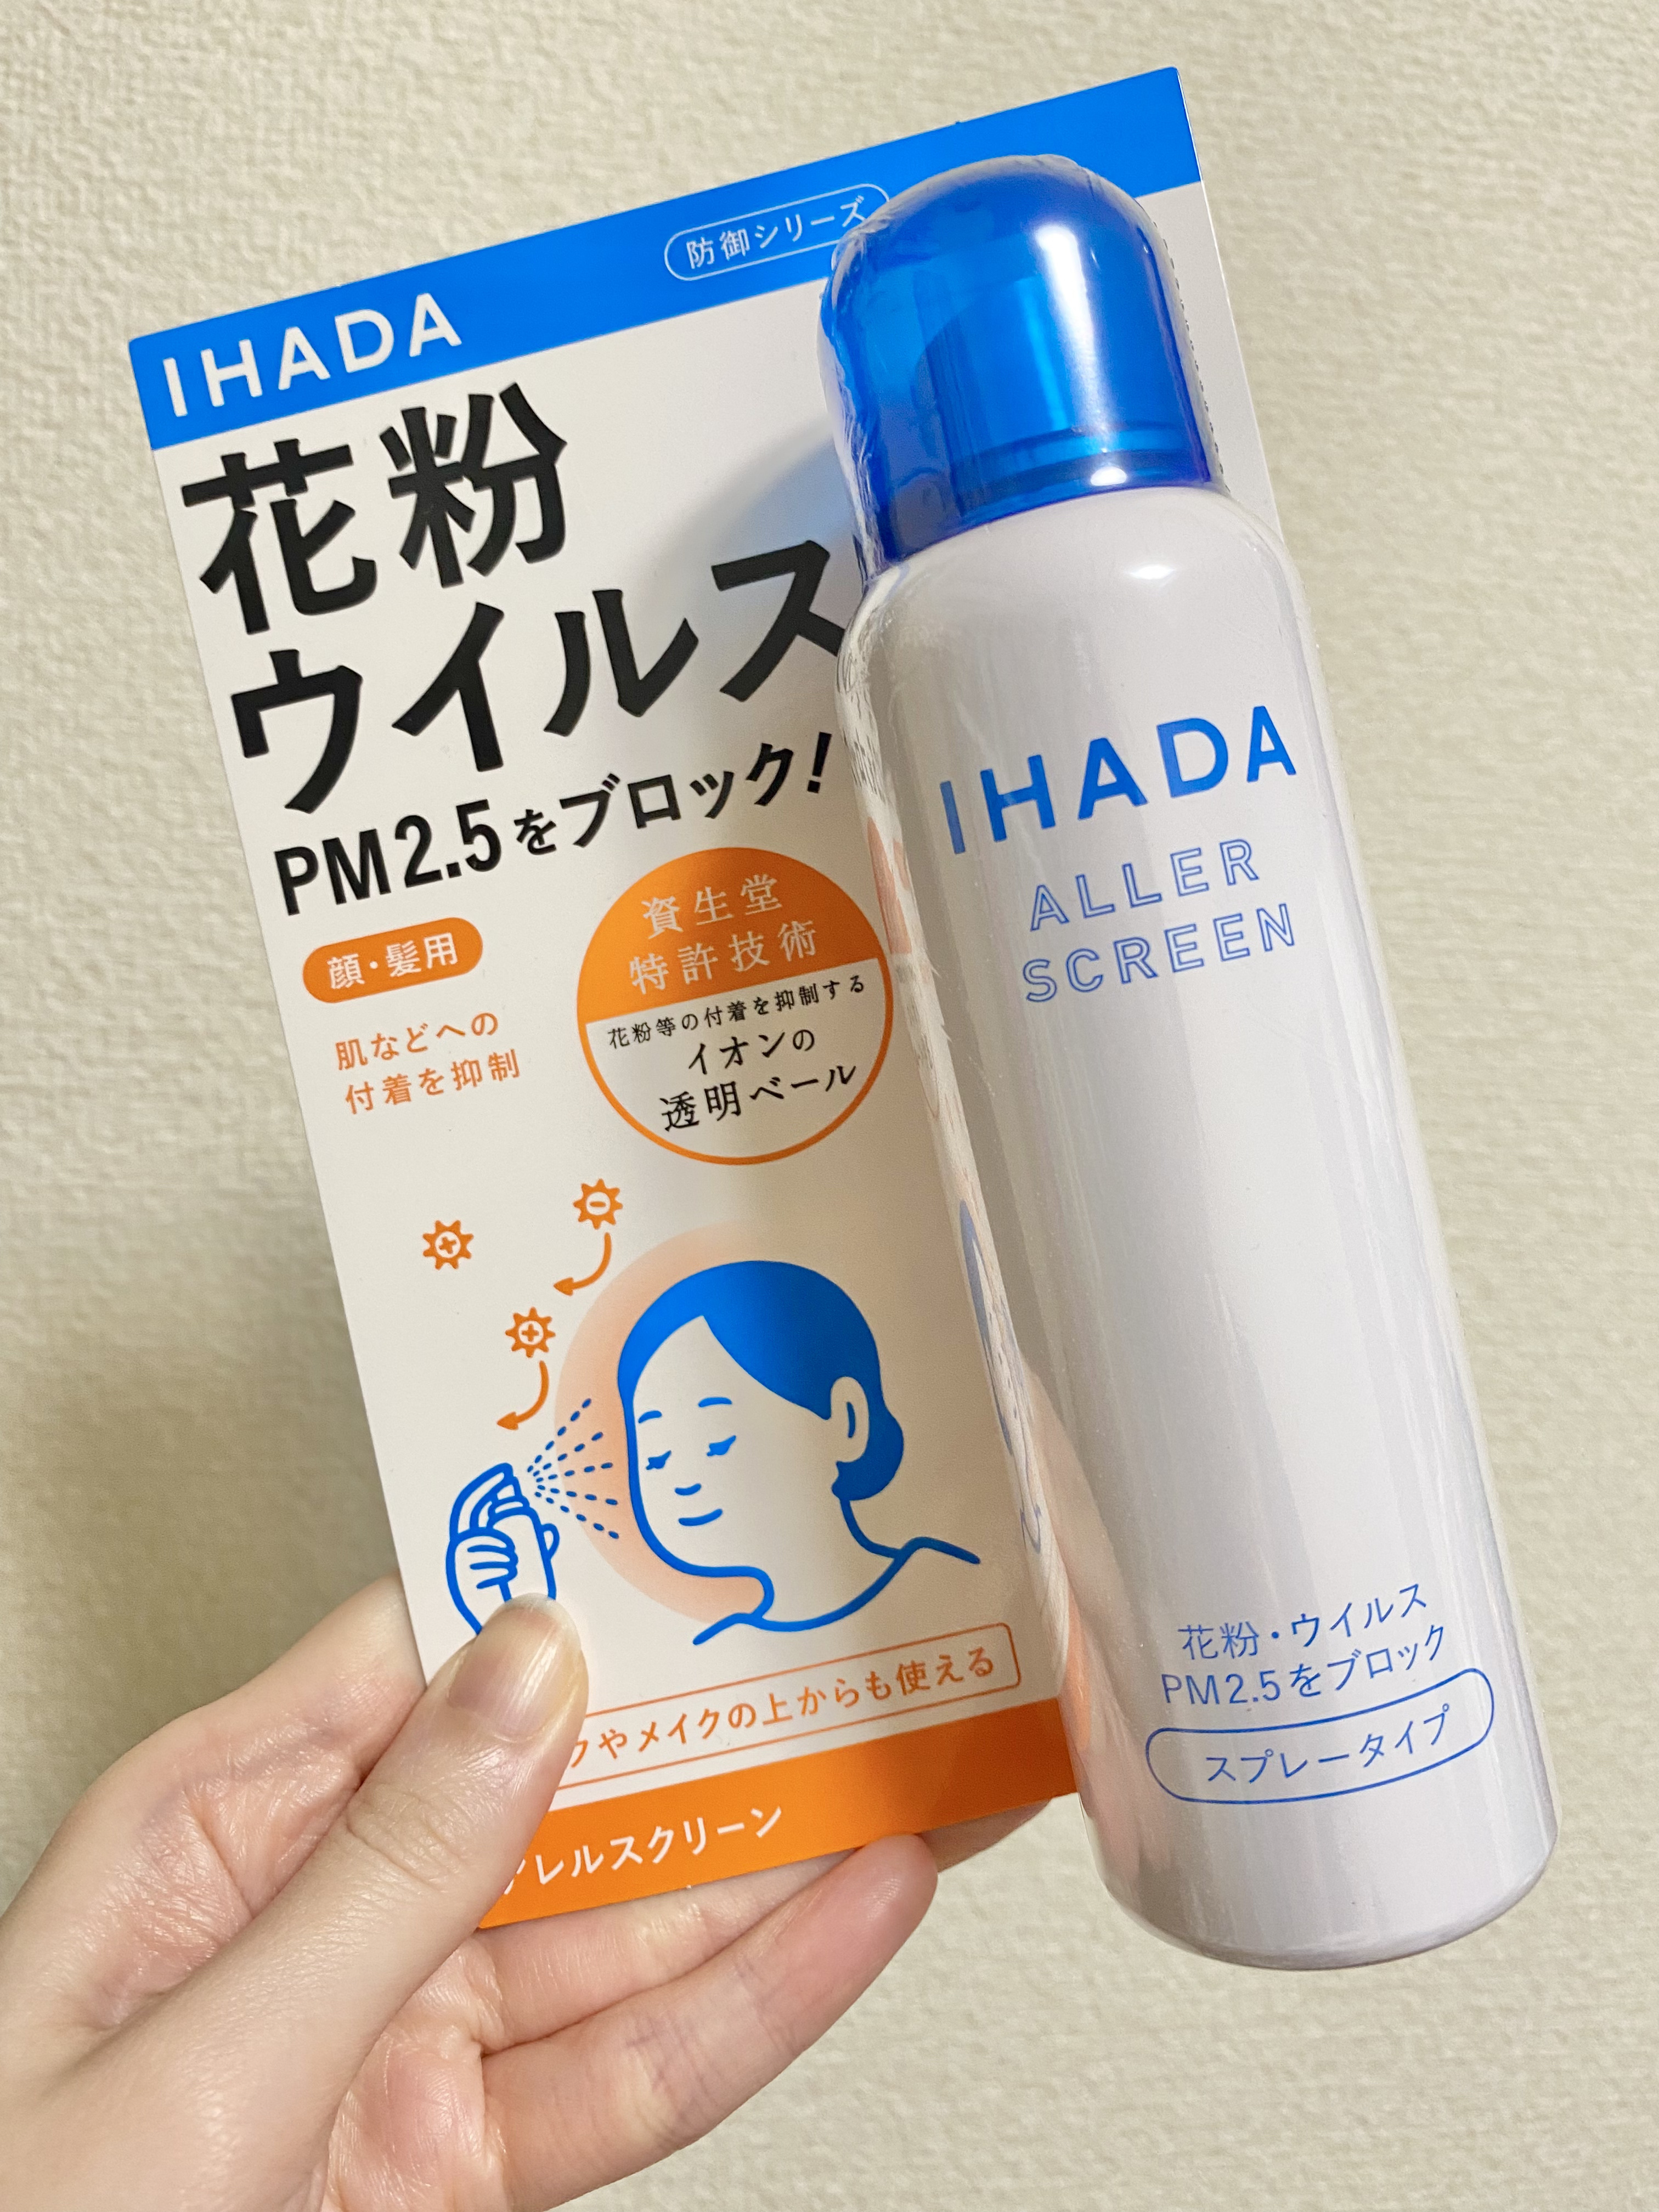 IHADA
防御シリーズ
花粉
ウイルス
PM2.5をブロック!
顔・髪用
肌などへの
付着を抑制
資生堂
特許技術
花粉等の付着を抑制する
イオンの
透明ベール
やメイクの上からも使える
レルスクリーン
IHADA
ALLER
SCREEN
花粉・ウイルス
PM2.5をブロック
スプレータイプ